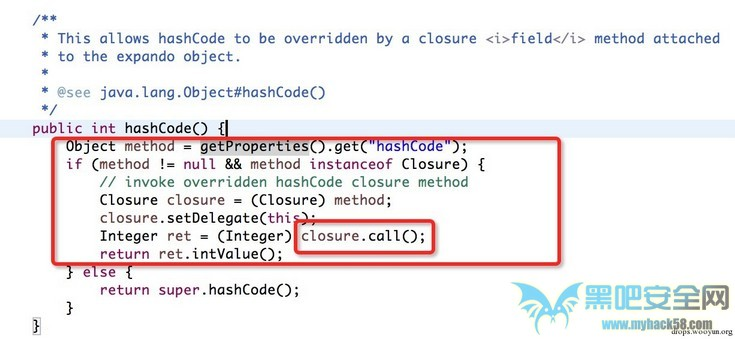 /**
 * This allows hashCode to be overridden by a closure <i>field</i> method attached
 * to the expando object.
 *
 * @see java.lang.Object#hashCode()
 */
public int hashCode() {
    Object method = getProperties().get("hashCode");
    if (method != null && method instanceof Closure) {
        // invoke overridden hashCode closure method
        Closure closure = (Closure) method;
        closure.setDelegate(this);
        Integer ret = (Integer) closure.call();
        return ret.intValue();
    } else {
        return super.hashCode();
    }
}
黑吧安全网
www.myhack58.com
drops.wooyun.org